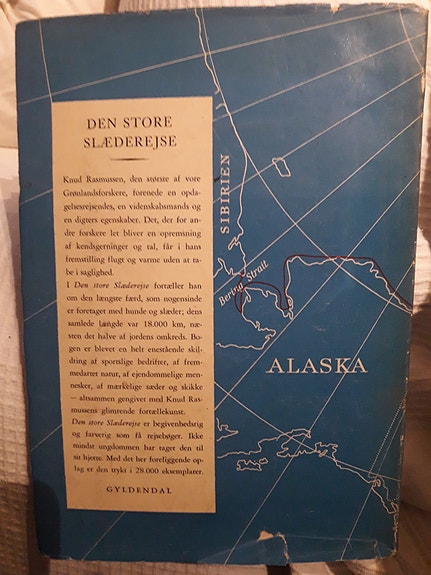 DEN STORE
SLÆDEREJSE
Knud Rasmussen, den største af vore
Grønlandsforskere, forenede en opda-
gelsesrejsendes, en videnskabsmands og
en digters egenskaber. Det, der for an-
dre forskere let bliver en opremsning
af kendsgerninger og tal, får i hans
fremstilling flugt og varme uden at ta-
be i saglighed.
I Den store Slæderejse fortæller han
om den længste færd, som nogensinde
er foretaget med hunde og slæder; dens
samlede længde var 18.000 km, næ-
sten det halve af jordens omkreds. Bo-
gen er blevet en helt enestående skil-
dring af sportslige bedrifter, af frem-
medartet natur, af ejendommelige men-
nesker, af mærkelige sæder og skikke
— altsammen gengivet med Knud Ras-
mussens glimrende fortællekunst.
Den store Slæderejse er begivenhedsrig
og farverig som få rejsebøger. Ikke
mindst ungdommen har taget den til
sit hjerte. Med det her foreliggende op-
lag er den trykt i 28.000 eksemplarer.
GYLDENDAL
SIBIRIEN
Bering Strait
ALASKA